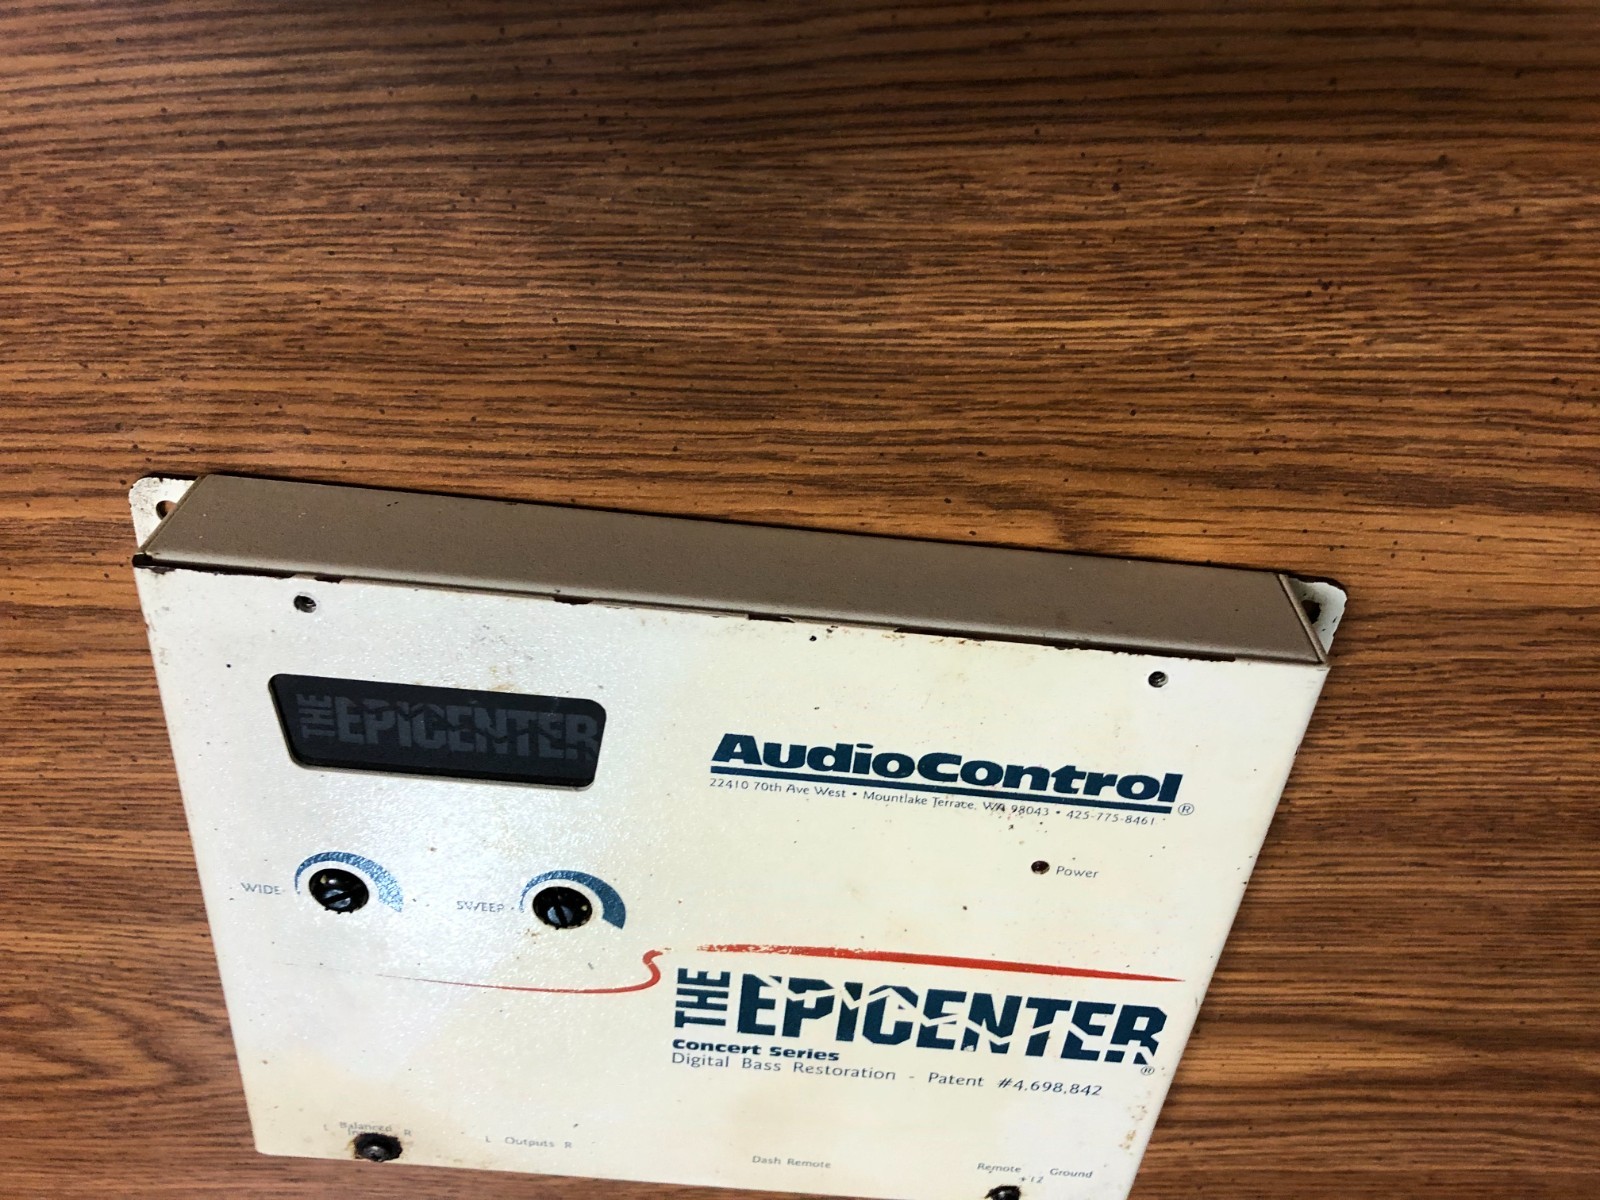 THE EPICENTER
AudioControl®
22410 70th Ave West • Mountlake Terrace, WA 98043 • 425-775-8461
Power
WIDE
SWEEP
THE EPICENTER®
Concert Series
Digital Bass Restoration - Patent #4,698,842
L Balanced R
L Outputs R
Dash Remote
Remote Ground
+12